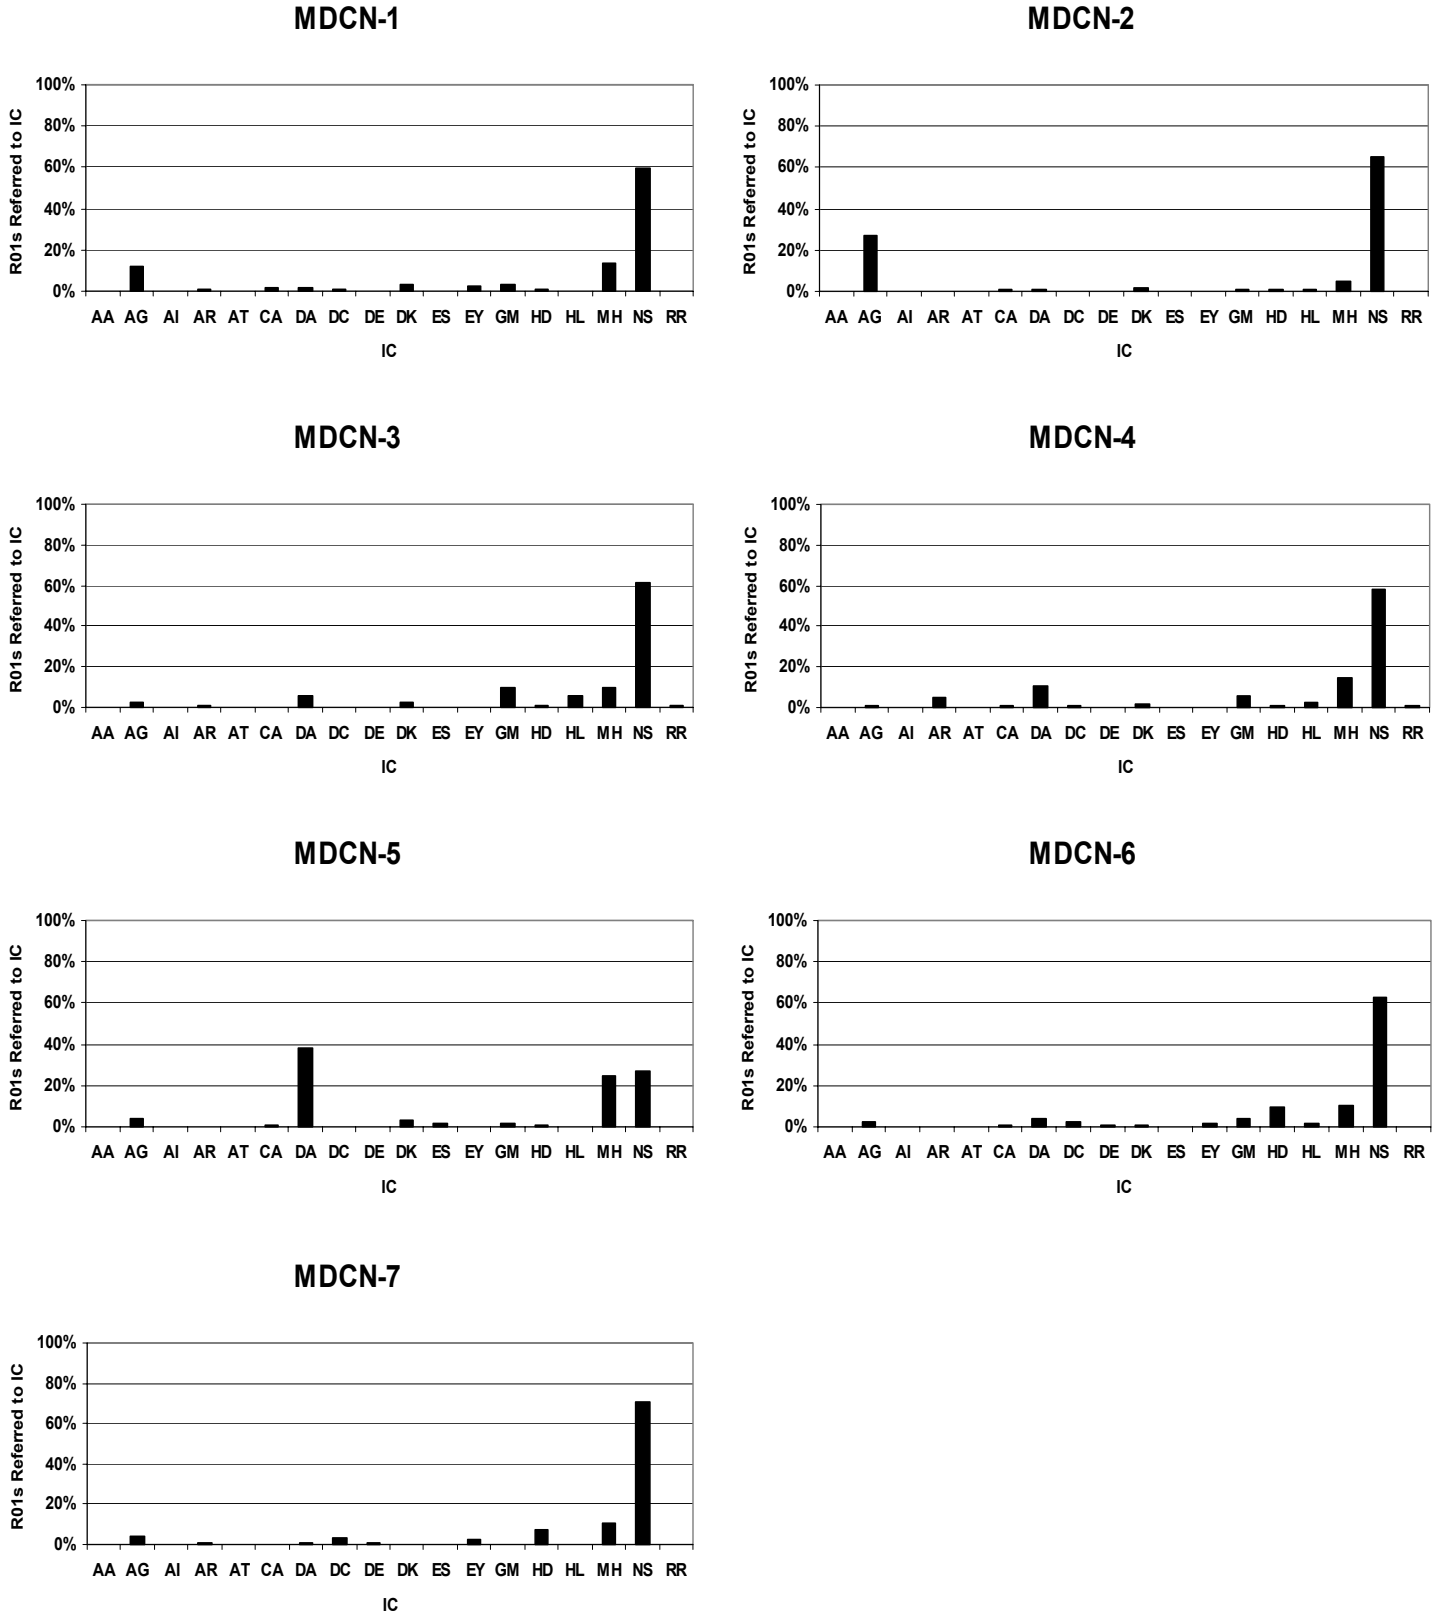 MDCN-1
100%
80%
60%
40%
20%
0%
R01s Referred to IC
AA AG AI AR AT CA DA DC DE DK ES EY GM HD HL MH NS RR
IC
MDCN-2
100%
80%
60%
40%
20%
0%
R01s Referred to IC
AA AG AI AR AT CA DA DC DE DK ES EY GM HD HL MH NS RR
IC
MDCN-3
100%
80%
60%
40%
20%
0%
R01s Referred to IC
AA AG AI AR AT CA DA DC DE DK ES EY GM HD HL MH NS RR
IC
MDCN-4
100%
80%
60%
40%
20%
0%
R01s Referred to IC
AA AG AI AR AT CA DA DC DE DK ES EY GM HD HL MH NS RR
IC
MDCN-5
100%
80%
60%
40%
20%
0%
R01s Referred to IC
AA AG AI AR AT CA DA DC DE DK ES EY GM HD HL MH NS RR
IC
MDCN-6
100%
80%
60%
40%
20%
0%
R01s Referred to IC
AA AG AI AR AT CA DA DC DE DK ES EY GM HD HL MH NS RR
IC
MDCN-7
100%
80%
60%
40%
20%
0%
R01s Referred to IC
AA AG AI AR AT CA DA DC DE DK ES EY GM HD HL MH NS RR
IC